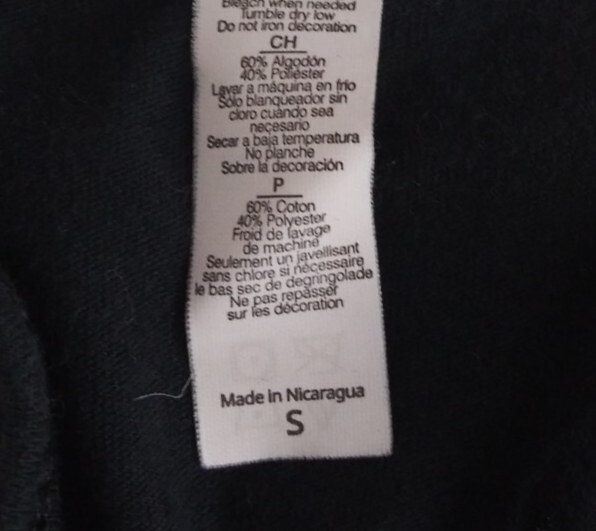 Bleach when needed
Tumble dry low
Do not iron decoration
CH
60% Algodón
40% Poliéster
Lavar a máquina en frío
Sólo blanqueador sin
cloro cuando sea
necesario
Secar a baja temperatura
No planche
Sobre la decoración
P
60% Coton
40% Polyester
Froid de lavage
de machine
Seulement un javellisant
sans chlore si nécessaire
le bas sec de degringolade
Ne pas repasser
sur les décoration
Made in Nicaragua
S